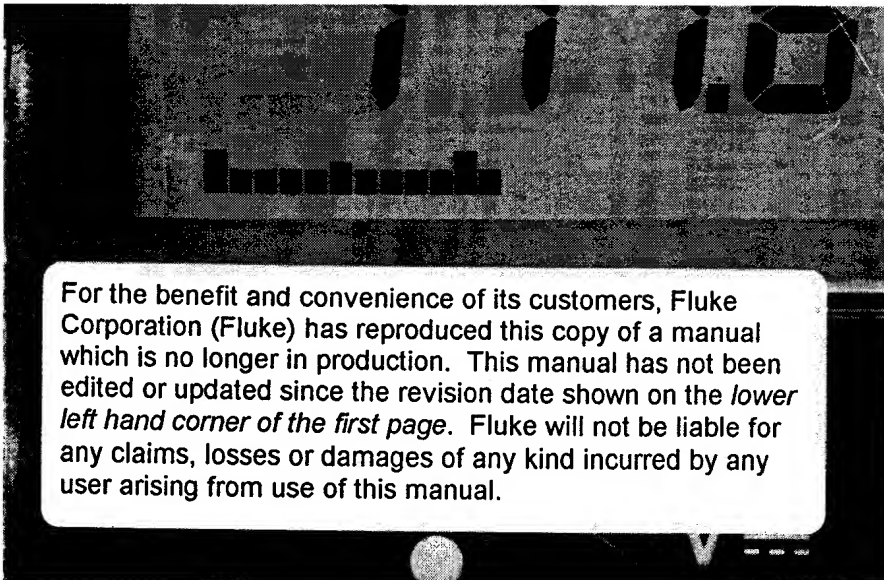 111.6
For the benefit and convenience of its customers, Fluke
Corporation (Fluke) has reproduced this copy of a manual
which is no longer in production.  This manual has not been
edited or updated since the revision date shown on the lower
left hand corner of the first page.  Fluke will not be liable for
any claims, losses or damages of any kind incurred by any
user arising from use of this manual.
V